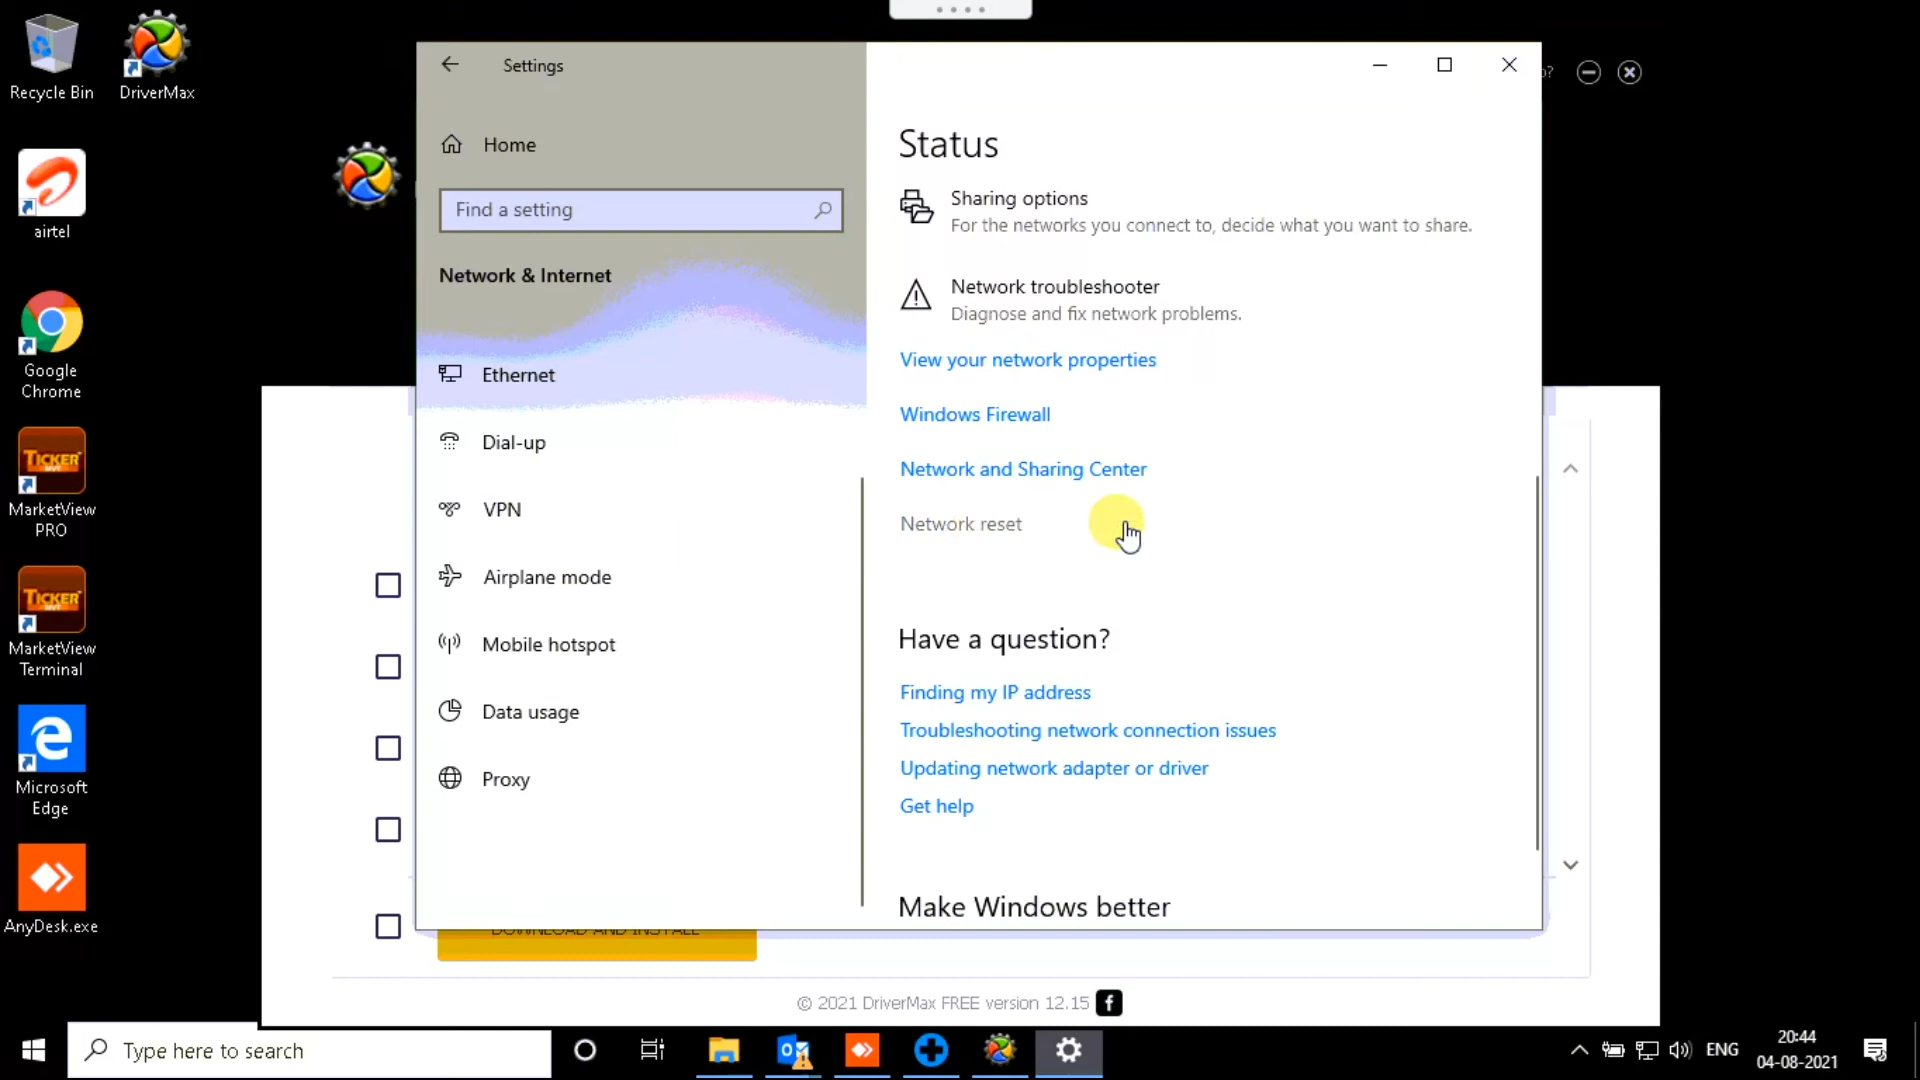 Recycle Bin
DriverMax
airtel
Google
Chrome
TICKER
MarketView
PRO
TICKER
MarketView
Terminal
Microsoft
Edge
AnyDesk.exe
Settings
Home
Find a setting
Network & Internet
Ethernet
Dial-up
VPN
Airplane mode
Mobile hotspot
Data usage
Proxy
Status
Sharing options
For the networks you connect to, decide what you want to share.
Network troubleshooter
Diagnose and fix network problems.
View your network properties
Windows Firewall
Network and Sharing Center
Network reset
Have a question?
Finding my IP address
Troubleshooting network connection issues
Updating network adapter or driver
Get help
Make Windows better
DOWNLOAD AND INSTALL
© 2021 DriverMax FREE version 12.15
Type here to search
ENG
20:44
04-08-2021